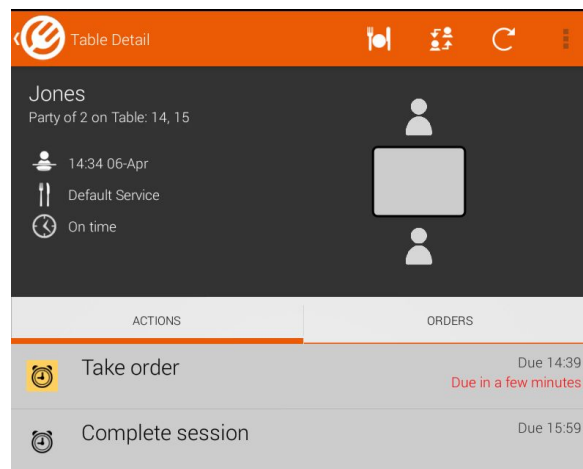 Table Detail
Jones
Party of 2 on Table: 14, 15
14:34 06-Apr
Default Service
On time
ACTIONS
ORDERS
Take order
Due 14:39
Due in a few minutes
Complete session
Due 15:59